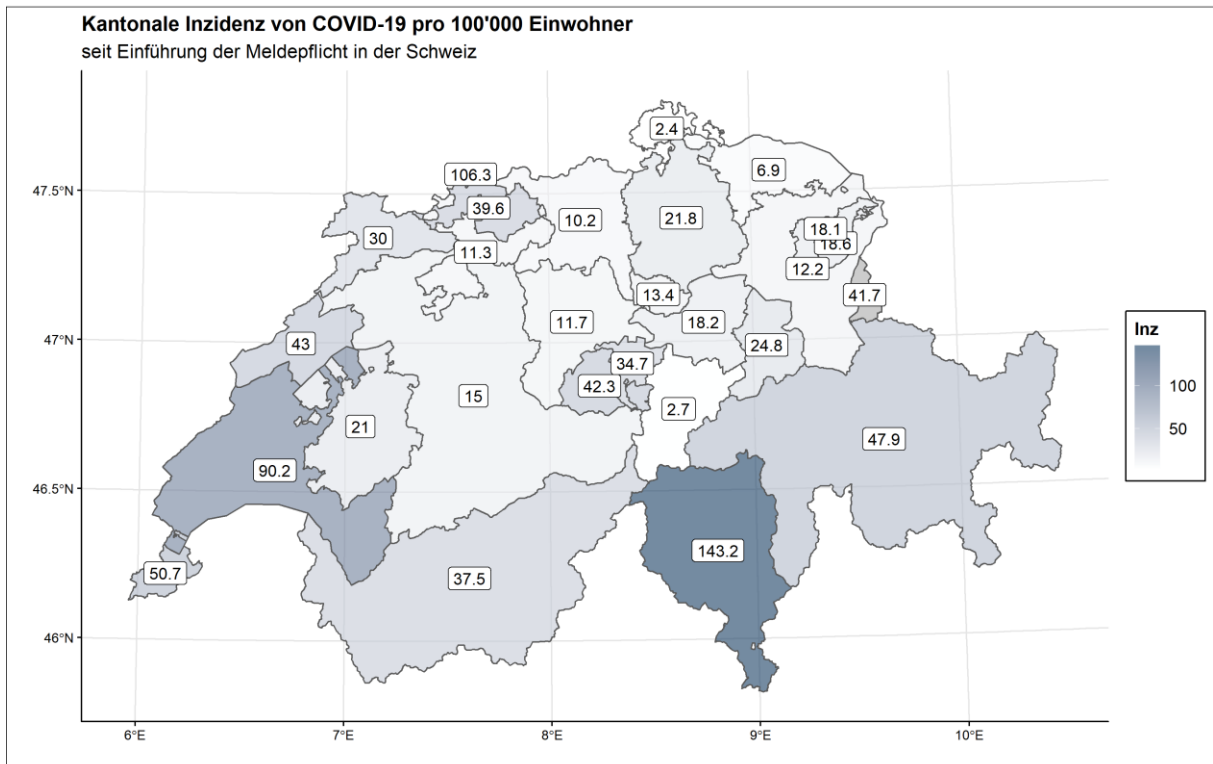 Kantonale Inzidenz von COVID-19 pro 100'000 Einwohner
seit Einführung der Meldepflicht in der Schweiz
2.4
47.5°N
106.3
6.9
39.6
10.2
21.8
30
18.1
18.6
11.3
12.2
13.4
41.7
47°N
43
11.7
18.2
24.8
34.7
42.3
15
2.7
21
47.9
46.5°N
90.2
143.2
50.7
37.5
46°N
6°E
7°E
8°E
9°E
10°E
Inz
100
50